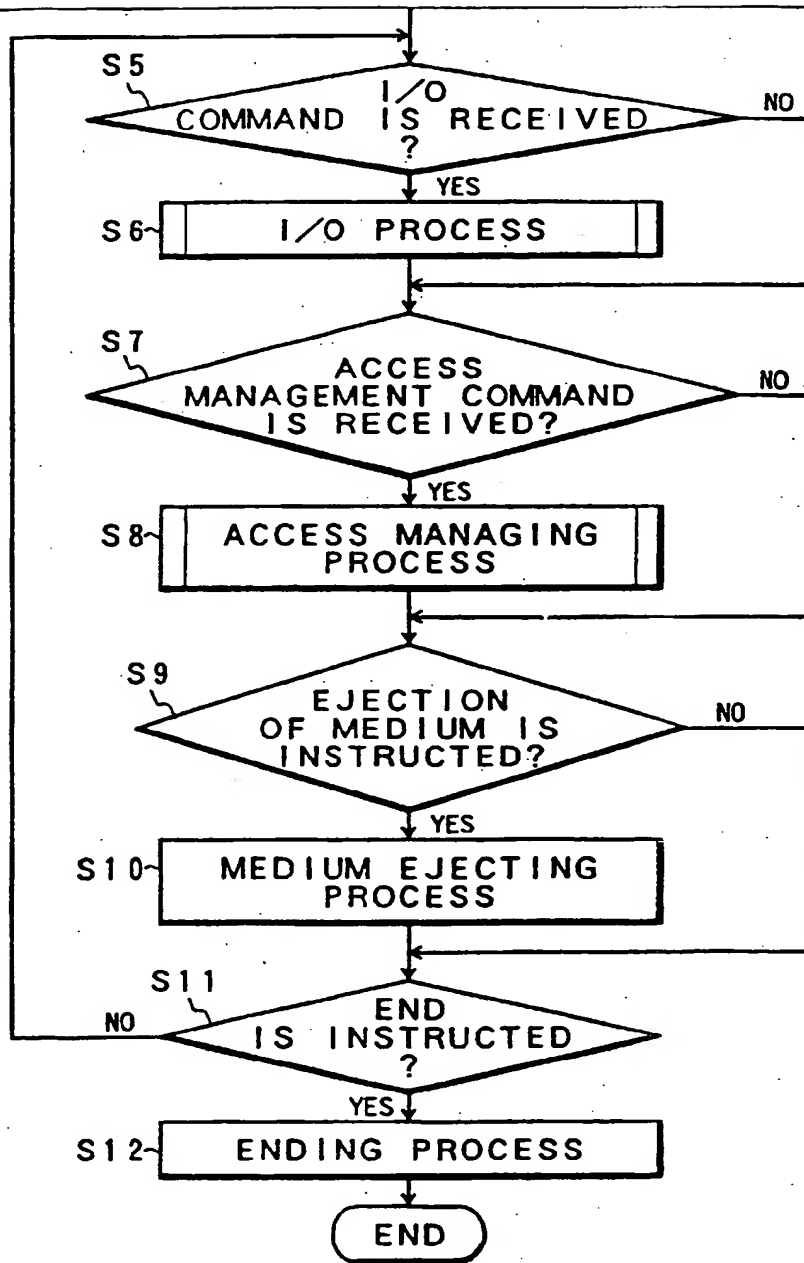 S5
I/O
COMMAND IS RECEIVED
?
NO
YES
S6
I/O PROCESS
S7
ACCESS
MANAGEMENT COMMAND
IS RECEIVED?
NO
YES
S8
ACCESS MANAGING
PROCESS
S9
EJECTION
OF MEDIUM IS
INSTRUCTED?
NO
YES
S10
MEDIUM EJECTING
PROCESS
S11
END
IS INSTRUCTED
?
NO
YES
S12
ENDING PROCESS
END